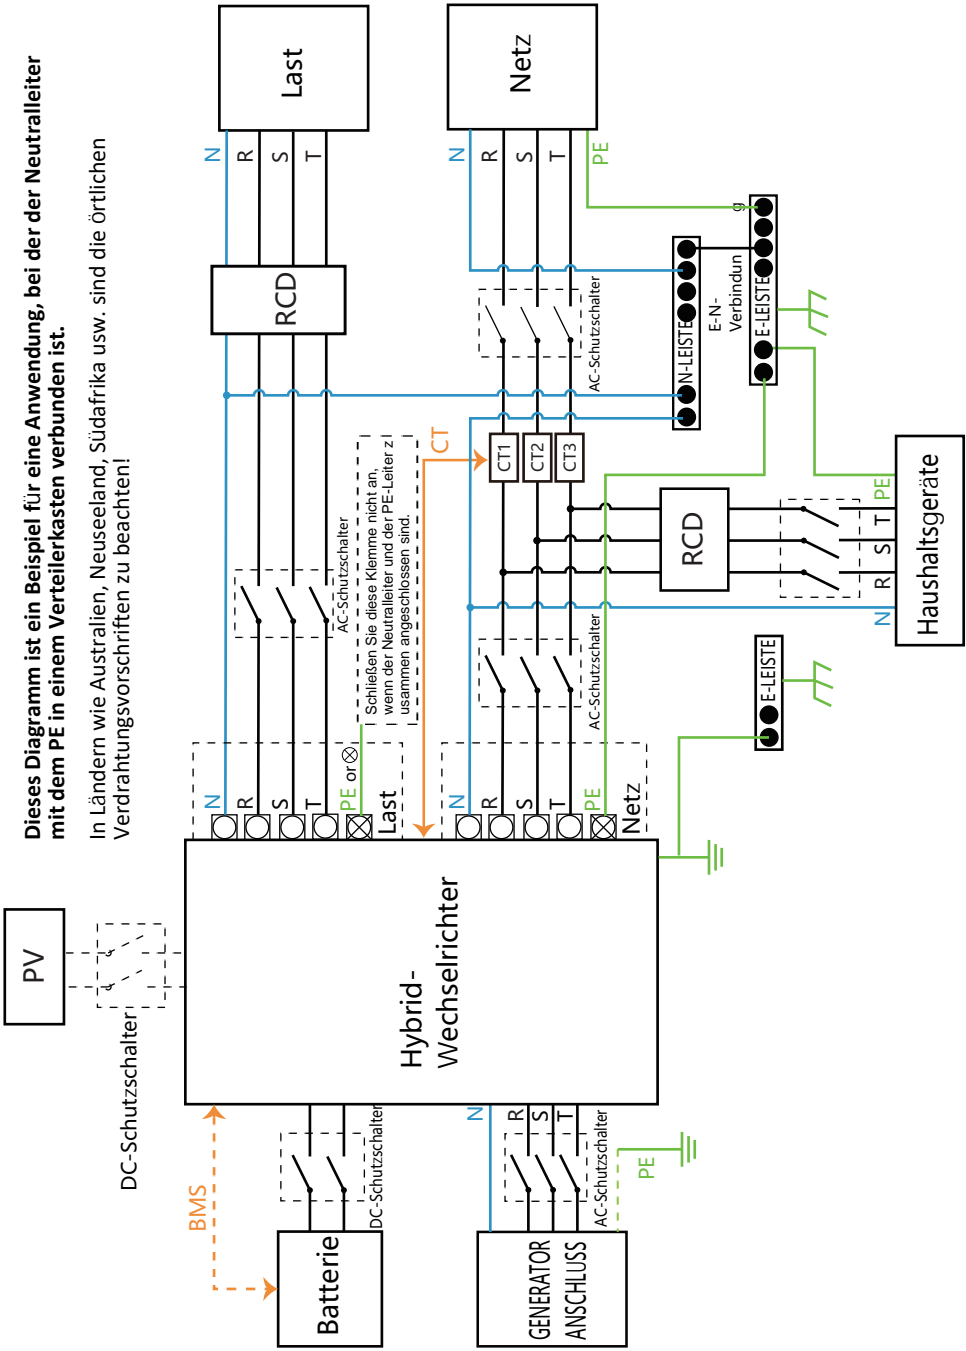 Dieses Diagramm ist ein Beispiel für eine Anwendung, bei der der Neutralleiter
mit dem PE in einem Verteilerkasten verbunden ist.
In Ländern wie Australien, Neuseeland, Südafrika usw. sind die örtlichen
Verdrahtungsvorschriften zu beachten!
PV
DC-Schutzschalter
BMS
Batterie
DC-Schutzschalter
GENERATOR
ANSCHLUSS
N
R
S
T
AC-Schutzschalter
PE
Hybrid-
Wechselrichter
N
R
S
T
PE or
Last
AC-Schutzschalter
Schließen Sie diese Klemme nicht an,
wenn der Neutralleiter und der PE-Leiter z
usammen angeschlossen sind.
RCD
N
R
S
T
Last
CT
N
R
S
T
PE
Netz
AC-Schutzschalter
CT1
CT2
CT3
AC-Schutzschalter
N
R
S
T
PE
Netz
N-LEISTE
E-N-
Verbindun
g
E-LEISTE
RCD
N
R
S
T
PE
Haushaltsgeräte
E-LEISTE